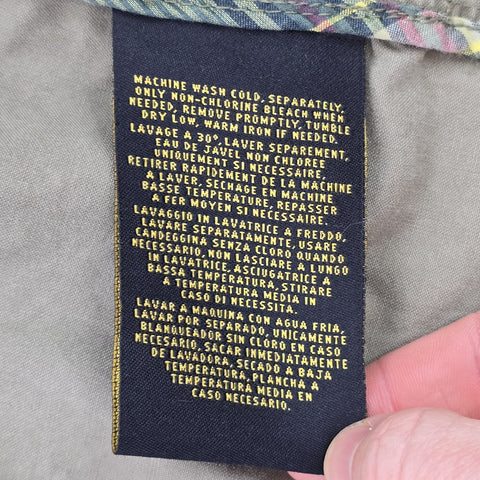 MACHINE WASH COLD, SEPARATELY,
ONLY NON-CHLORINE BLEACH WHEN
NEEDED, REMOVE PROMPTLY, TUMBLE
DRY LOW, WARM IRON IF NEEDED.
LAVAGE A 30°, LAVER SEPAREMENT,
EAU DE JAVEL NON CHLOREE
UNIQUEMENT SI NECESSAIRE,
RETIRER RAPIDEMENT DE LA MACHINE
A LAVER, SECHAGE EN MACHINE
BASSE TEMPERATURE, REPASSER
A FER MOYEN SI NECESSAIRE.
LAVAGGIO IN LAVATRICE A FREDDO,
LAVARE SEPARATAMENTE, USARE
CANDEGGINA SENZA CLORO QUANDO
NECESSARIO, NON LASCIARE A LUNGO
IN LAVATRICE, ASCIUGATRICE A
BASSA TEMPERATURA, STIRARE
A TEMPERATURA MEDIA IN
CASO DI NECESSITA.
LAVAR A MAQUINA CON AGUA FRIA,
LAVAR POR SEPARADO, UNICAMENTE
BLANQUEADOR SIN CLORO EN CASO
NECESARIO, SACAR INMEDIATAMENTE
DE LAVADORA, SECADO A BAJA
TEMPERATURA, PLANCHA A
TEMPERATURA MEDIA EN
CASO NECESARIO.